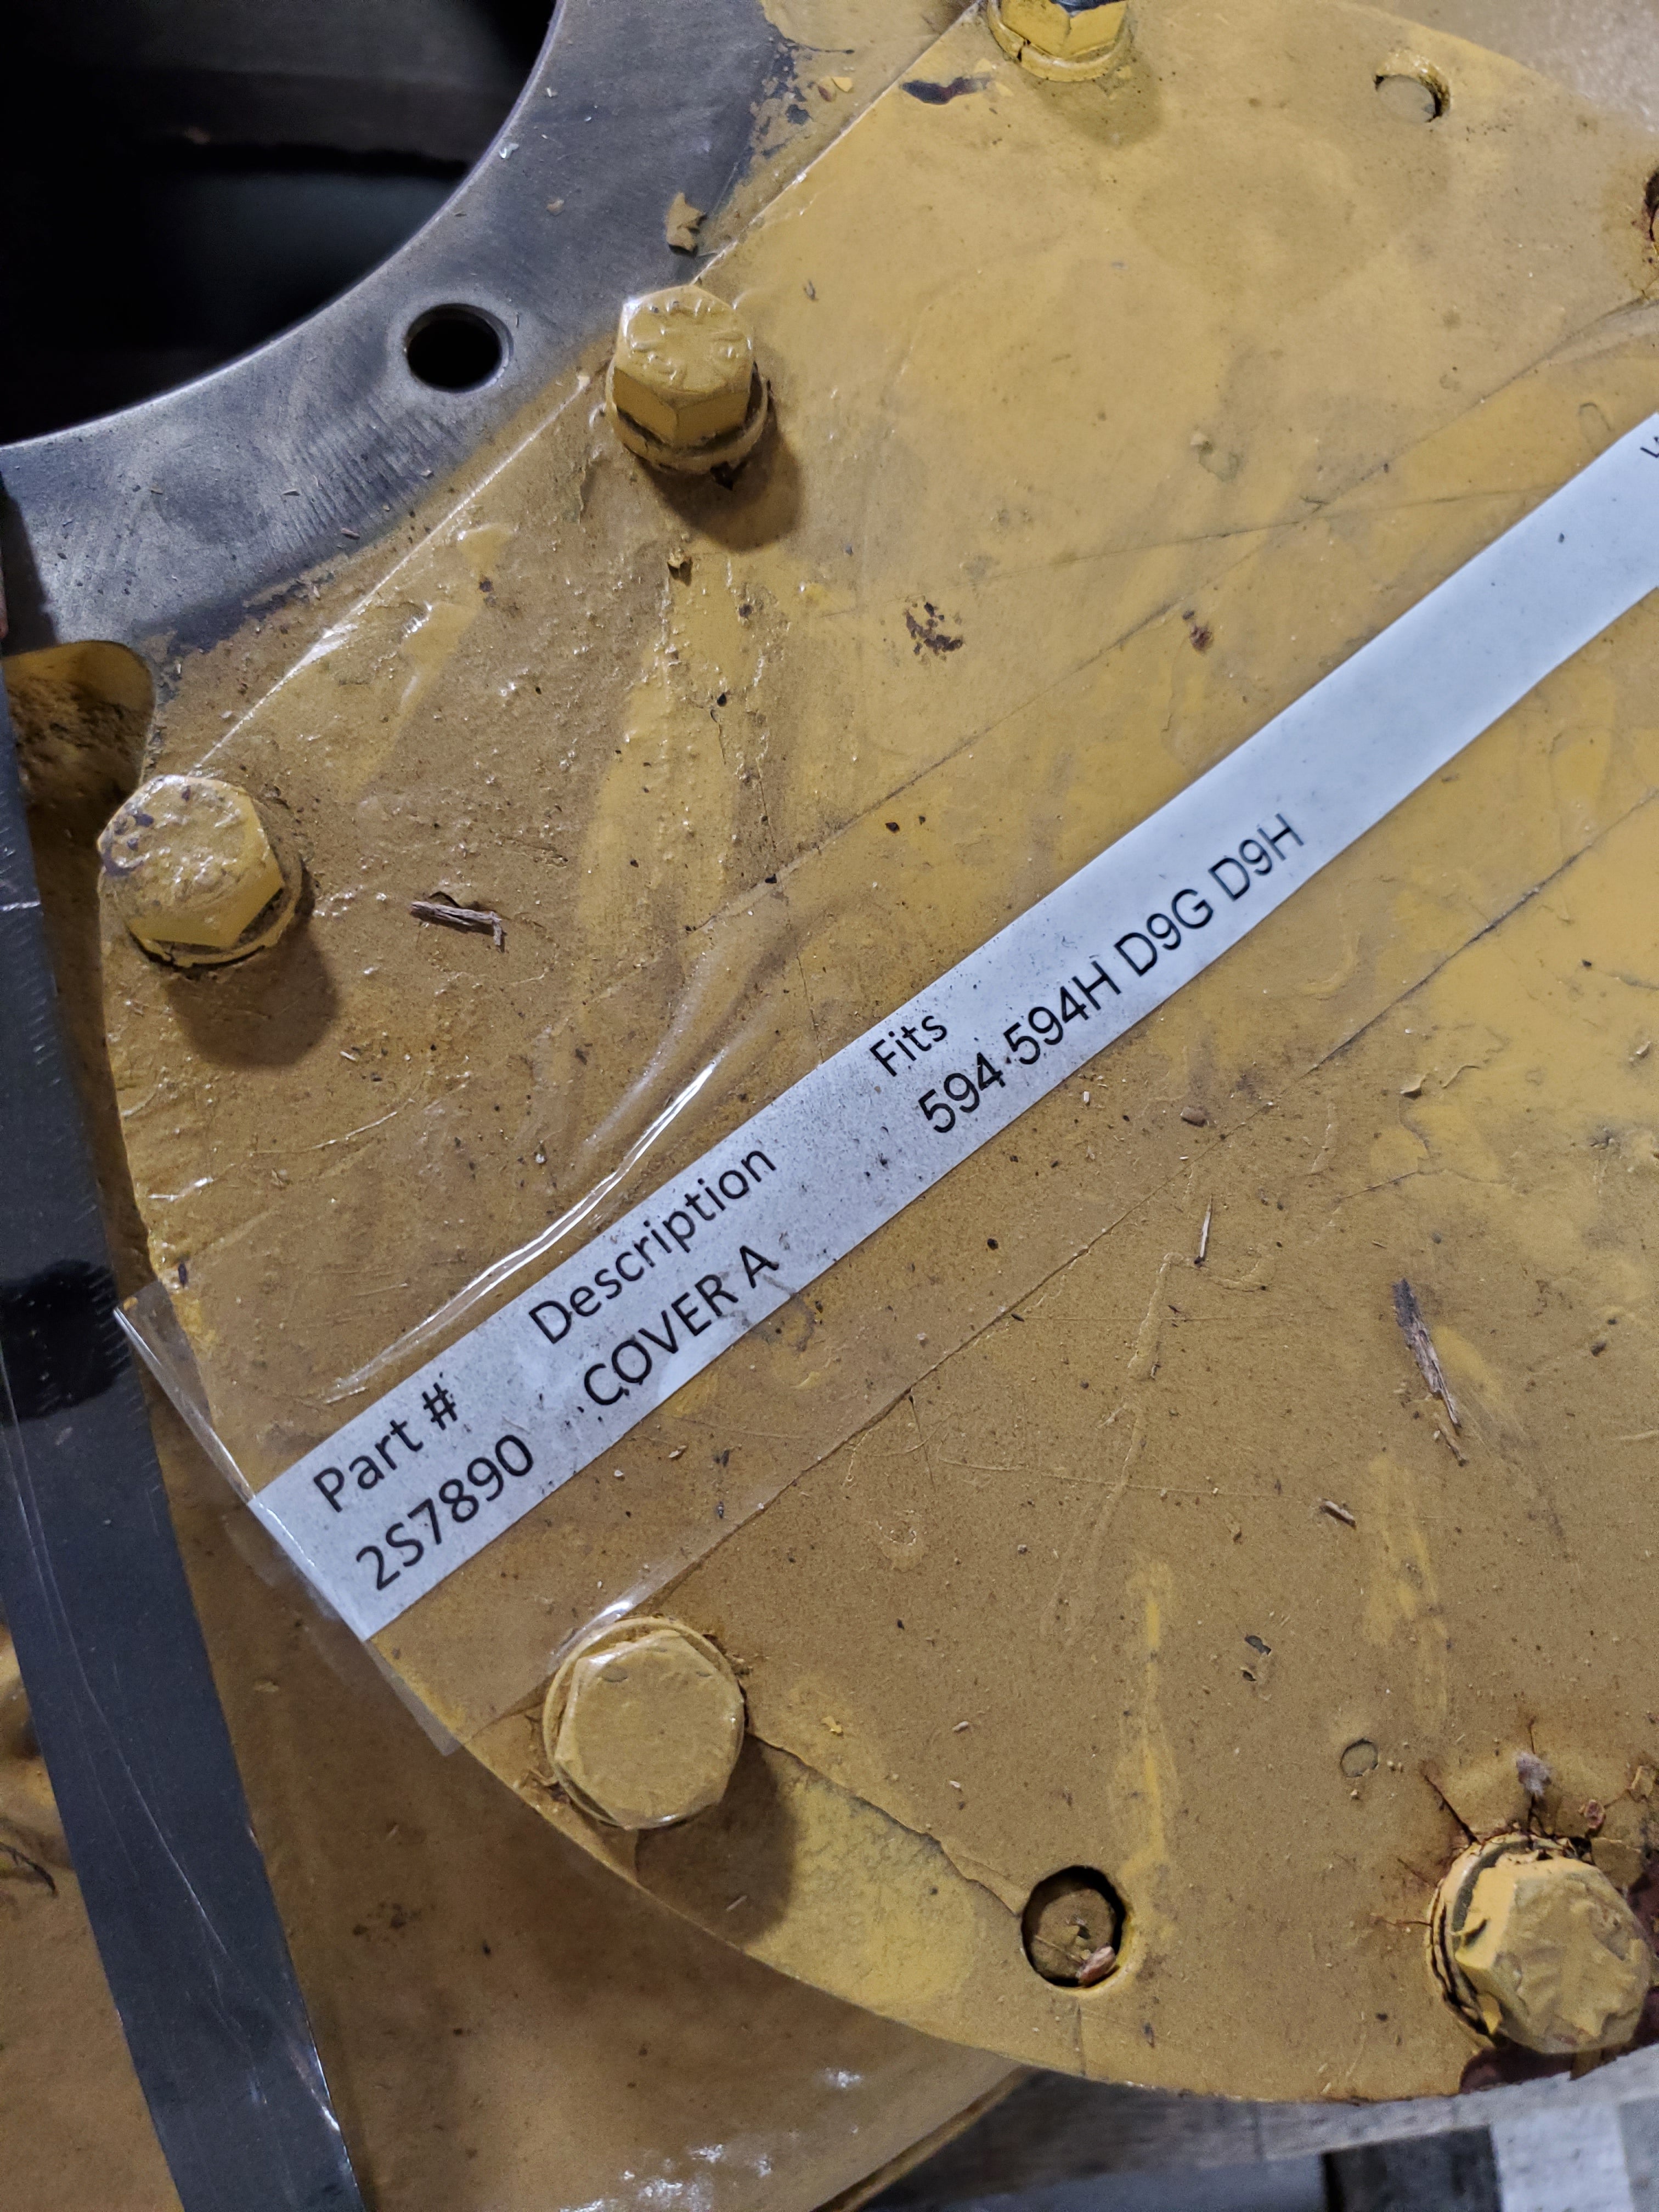 Part # Description Fits
2S7890 COVER A 594 594H D9G D9H